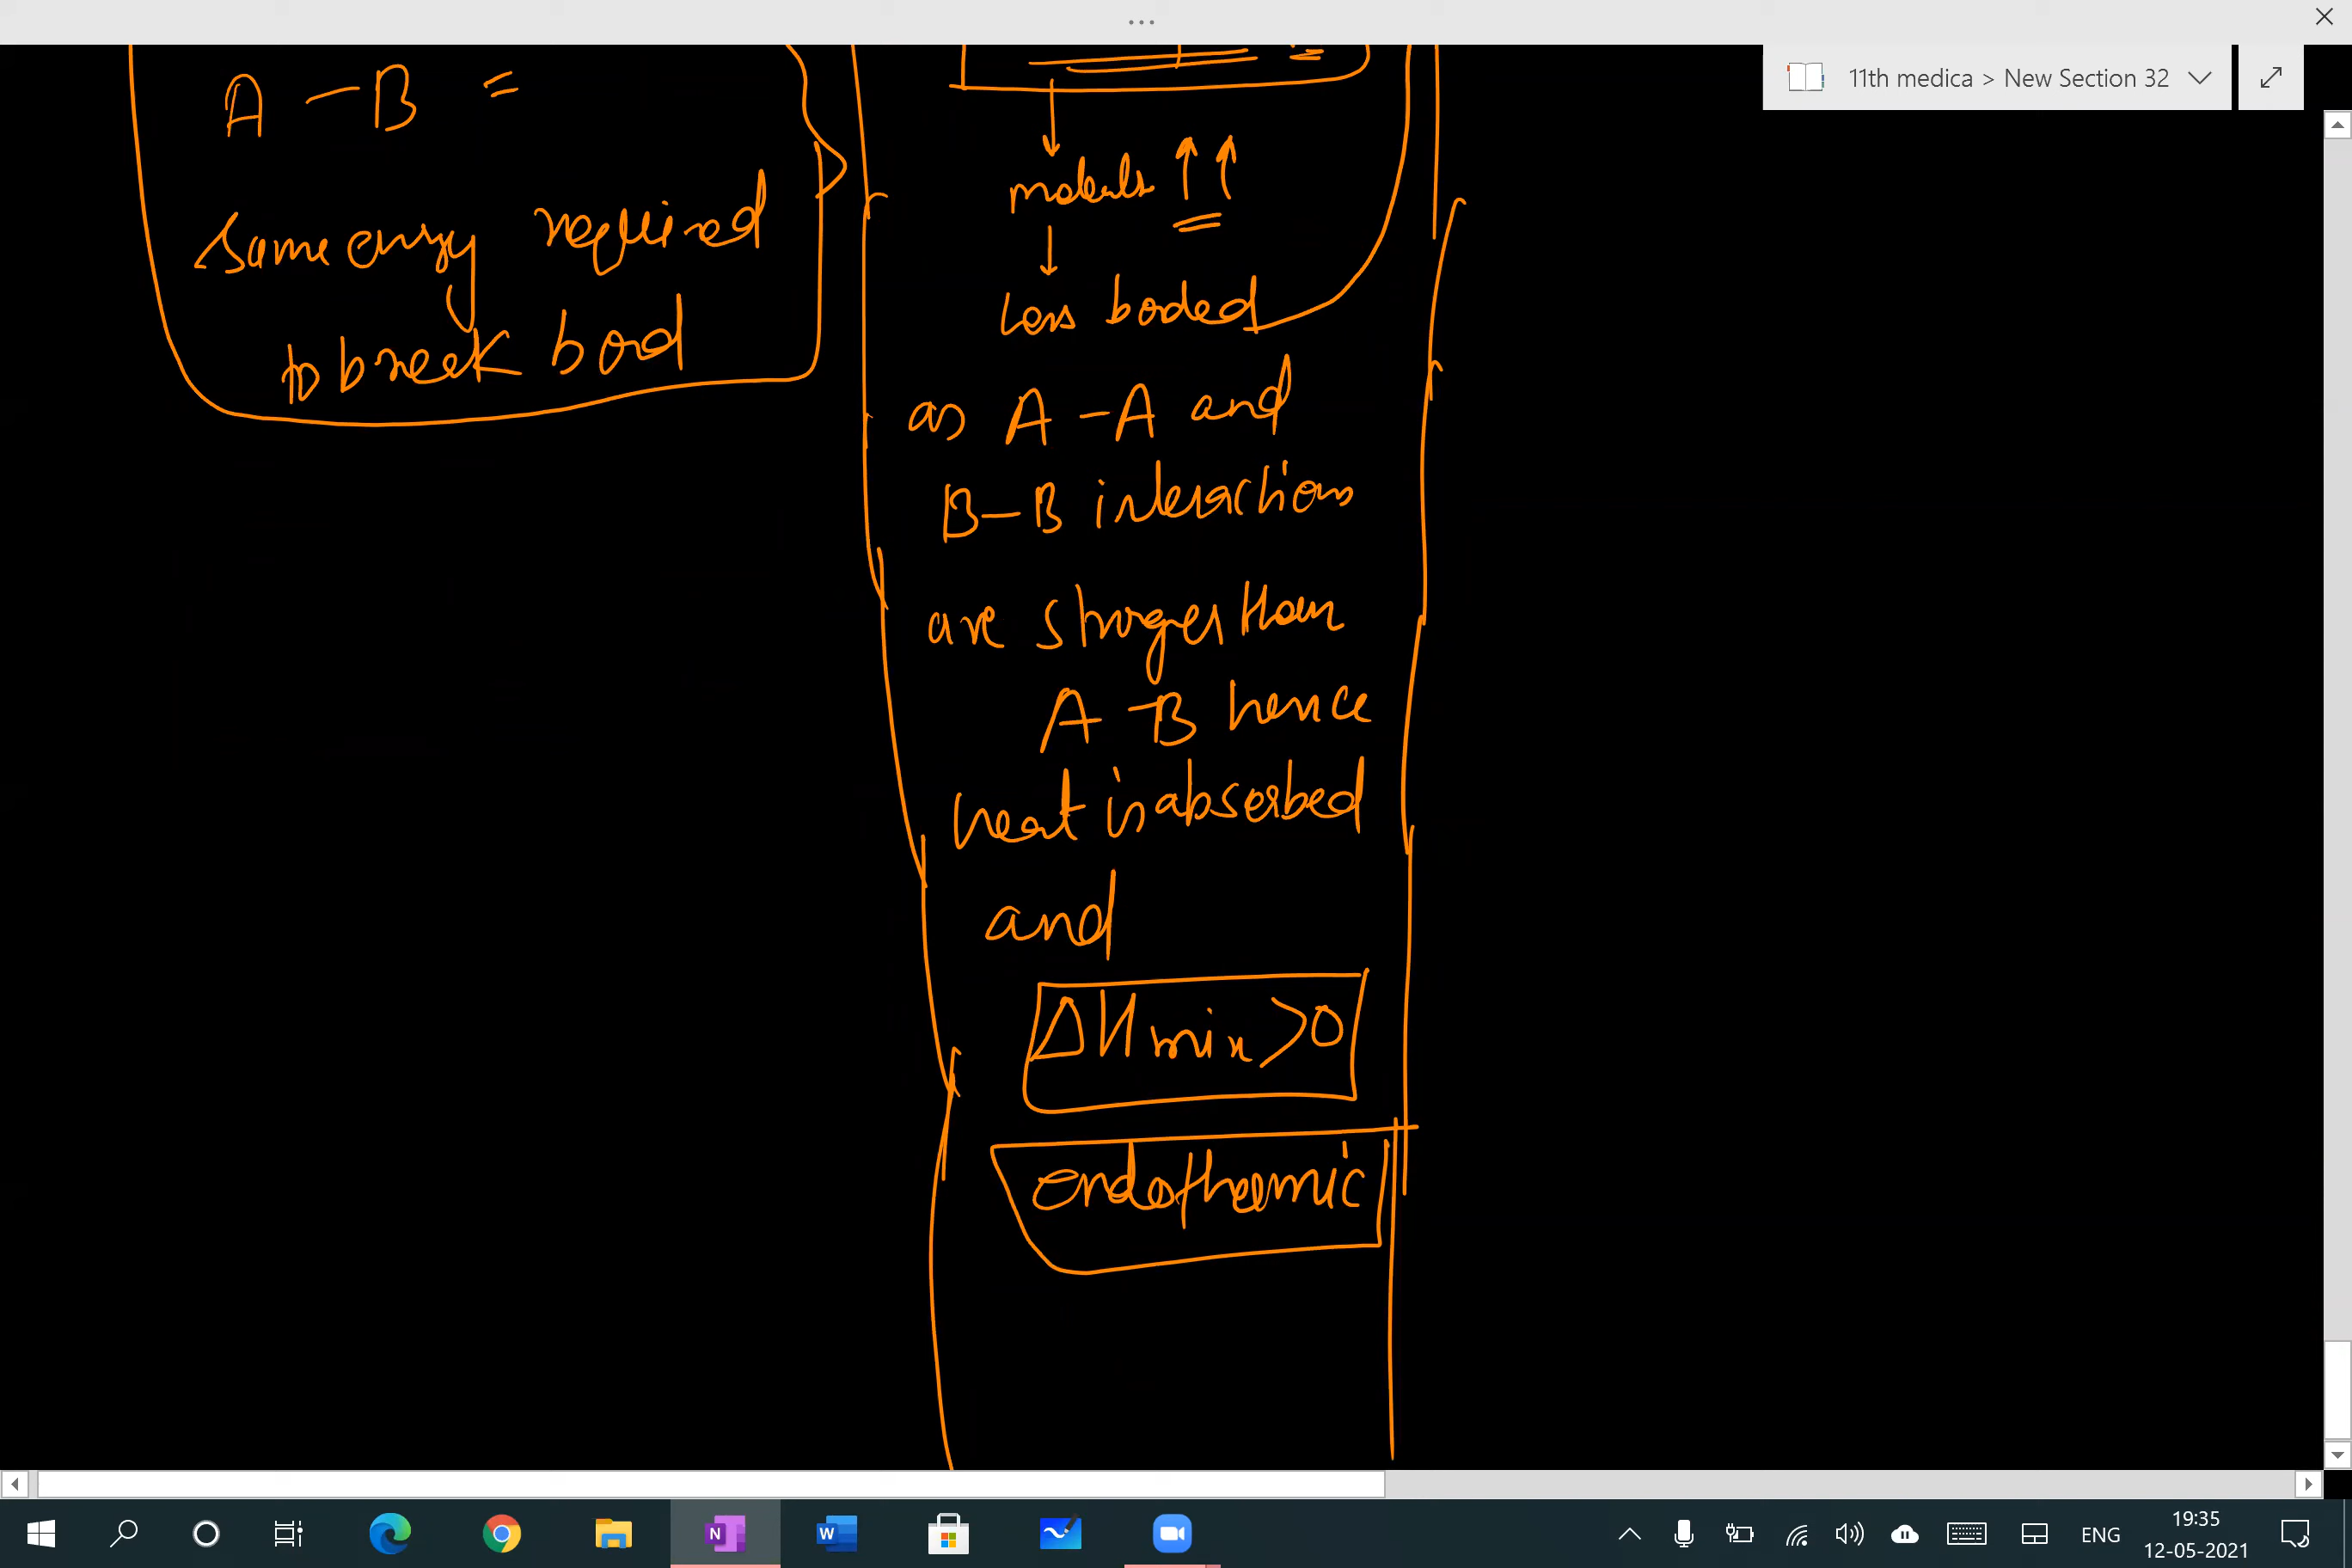 11th medica > New Section 32
A – B =
Same energy required
to break bond
molecules ↑↑
↓
Less bonded
as A – A and
B – B interactions
are stronger than
A – B hence
heat is absorbed
and
ΔH mix > 0
endothermic
ENG
19:35
12-05-2021